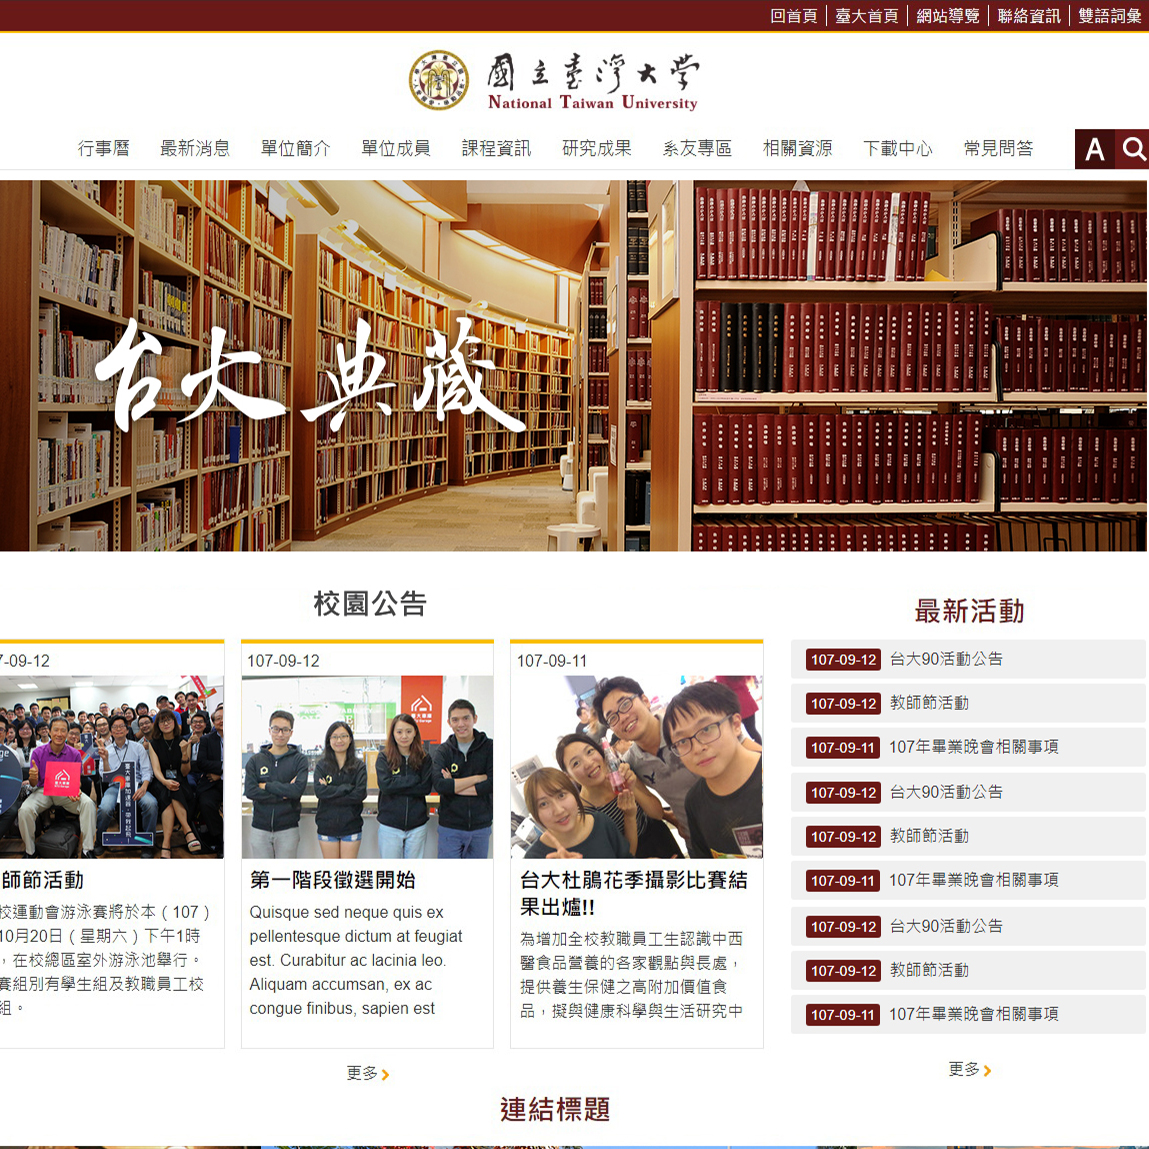 回首頁 臺大首頁 網站導覽 聯絡資訊 雙語詞彙
國立臺灣大學
National Taiwan University
行事曆 最新消息 單位簡介 單位成員 課程資訊 研究成果 系友專區 相關資源 下載中心 常見問答 A
台大典藏
校園公告
7-09-12
師節活動
校運動會游泳賽將於本 ( 107 )
10月20日 ( 星期六 ) 下午1時
，在校總區室外游泳池舉行。
賽組別有學生組及教職員工校
組。
107-09-12
第一階段徵選開始
Quisque sed neque quis ex
pellentesque dictum at feugiat
est. Curabitur ac lacinia leo.
Aliquam accumsan, ex ac
congue finibus, sapien est
107-09-11
台大杜鵑花季攝影比賽結
果出爐!!
為增加全校教職員工生認識中西
醫食品營養的各家觀點與長處，
提供養生保健之高附加價值食
品，擬與健康科學與生活研究中
更多
最新活動
107-09-12 台大90活動公告
107-09-12 教師節活動
107-09-11 107年畢業晚會相關事項
107-09-12 台大90活動公告
107-09-12 教師節活動
107-09-11 107年畢業晚會相關事項
107-09-12 台大90活動公告
107-09-12 教師節活動
107-09-11 107年畢業晚會相關事項
更多
連結標題